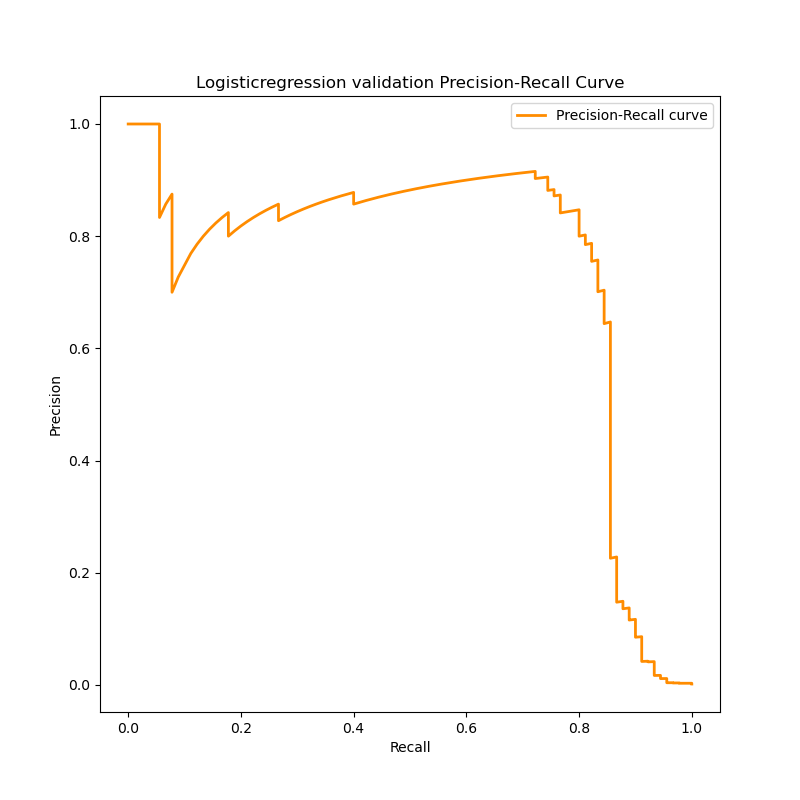 Logisticregression validation Precision-Recall Curve
Precision-Recall curve
1.0
0.8
0.6
0.4
0.2
0.0
Precision
0.0 0.2 0.4 0.6 0.8 1.0
Recall